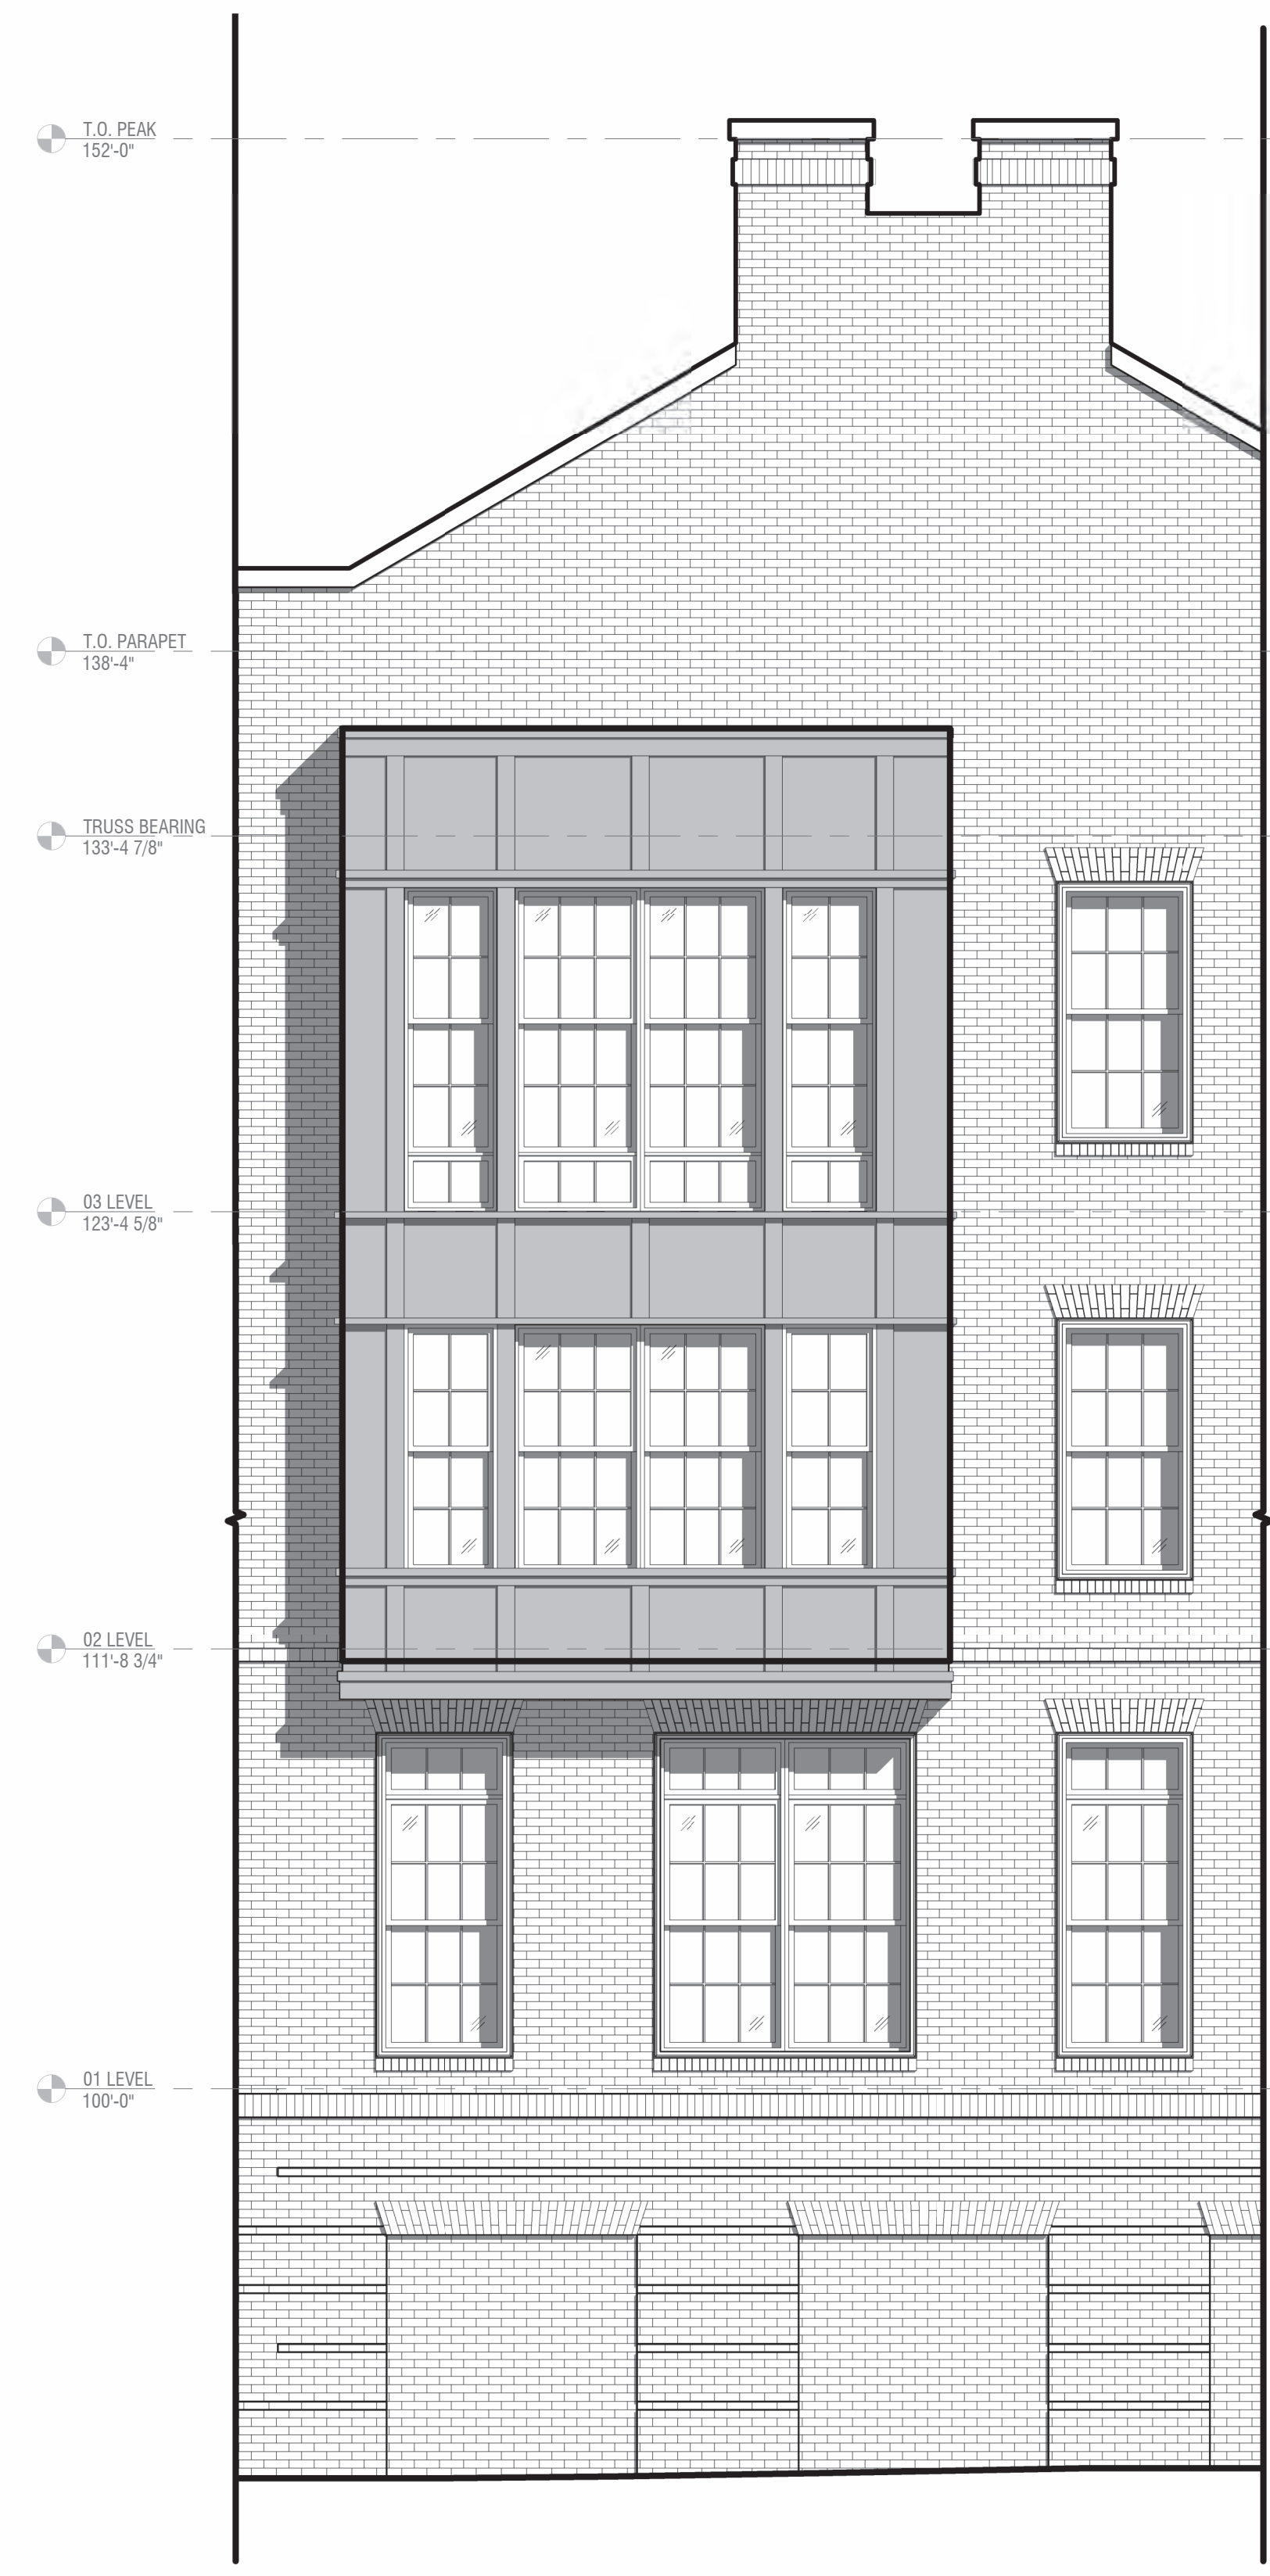 T.O. PEAK
152'-0"
T.O. PARAPET
138'-4"
TRUSS BEARING
133'-4 7/8"
03 LEVEL
123'-4 5/8"
02 LEVEL
111'-8 3/4"
01 LEVEL
100'-0"